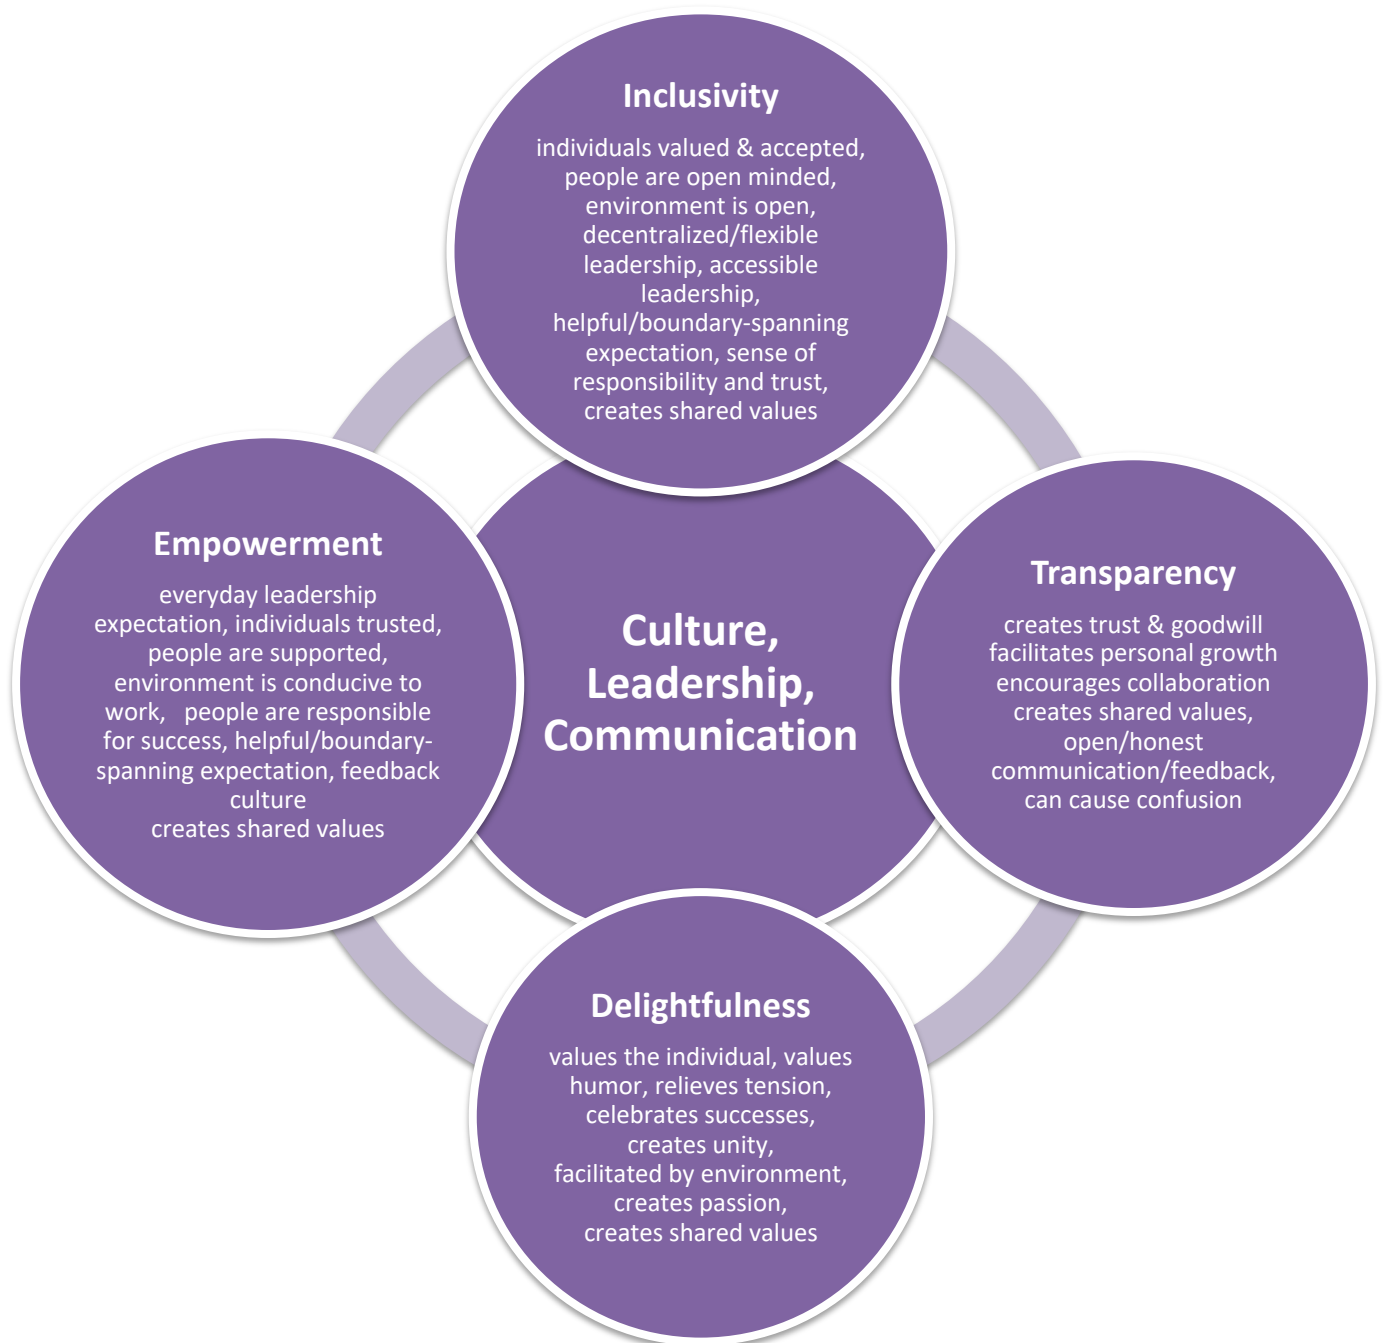 Inclusivity
individuals valued & accepted,
people are open minded,
environment is open,
decentralized/flexible
leadership, accessible
leadership,
helpful/boundary-spanning
expectation, sense of
responsibility and trust,
creates shared values
Empowerment
everyday leadership
expectation, individuals trusted,
people are supported,
environment is conducive to
work,   people are responsible
for success, helpful/boundary-
spanning expectation, feedback
culture
creates shared values
Culture,
Leadership,
Communication
Transparency
creates trust & goodwill
facilitates personal growth
encourages collaboration
creates shared values,
open/honest
communication/feedback,
can cause confusion
Delightfulness
values the individual, values
humor, relieves tension,
celebrates successes,
creates unity,
facilitated by environment,
creates passion,
creates shared values